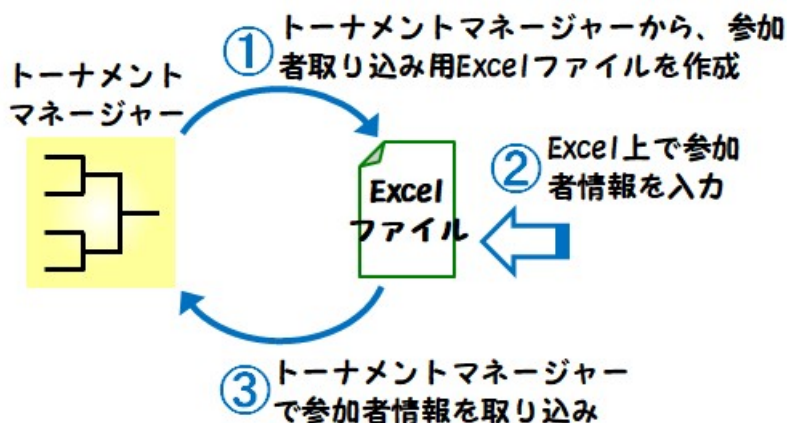 ①トーナメントマネージャーから、参加
者取り込み用Excelファイルを作成
トーナメント
マネージャー
②Excel上で参加
者情報を入力
Excel
ファイル
③トーナメントマネージャー
で参加者情報を取り込み